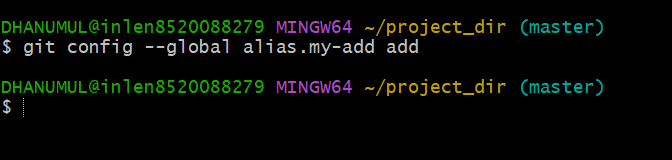 DHANUMUL@inlen8520088279 MINGW64 ~/project_dir (master)
$ git config --global alias.my-add add
DHANUMUL@inlen8520088279 MINGW64 ~/project_dir (master)
$